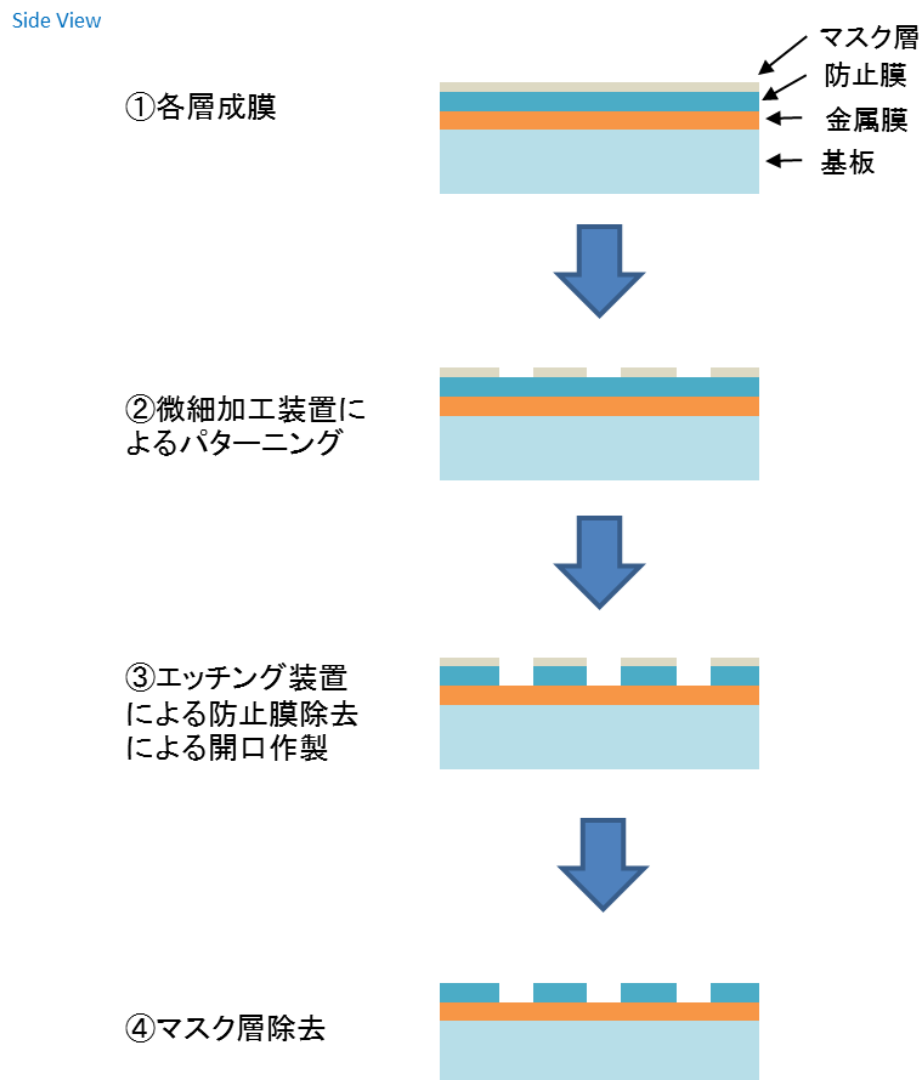 Side View
マスク層
防止膜
金属膜
基板
①各層成膜
②微細加工装置に
よるパターニング
③エッチング装置
による防止膜除去
による開口作製
④マスク層除去